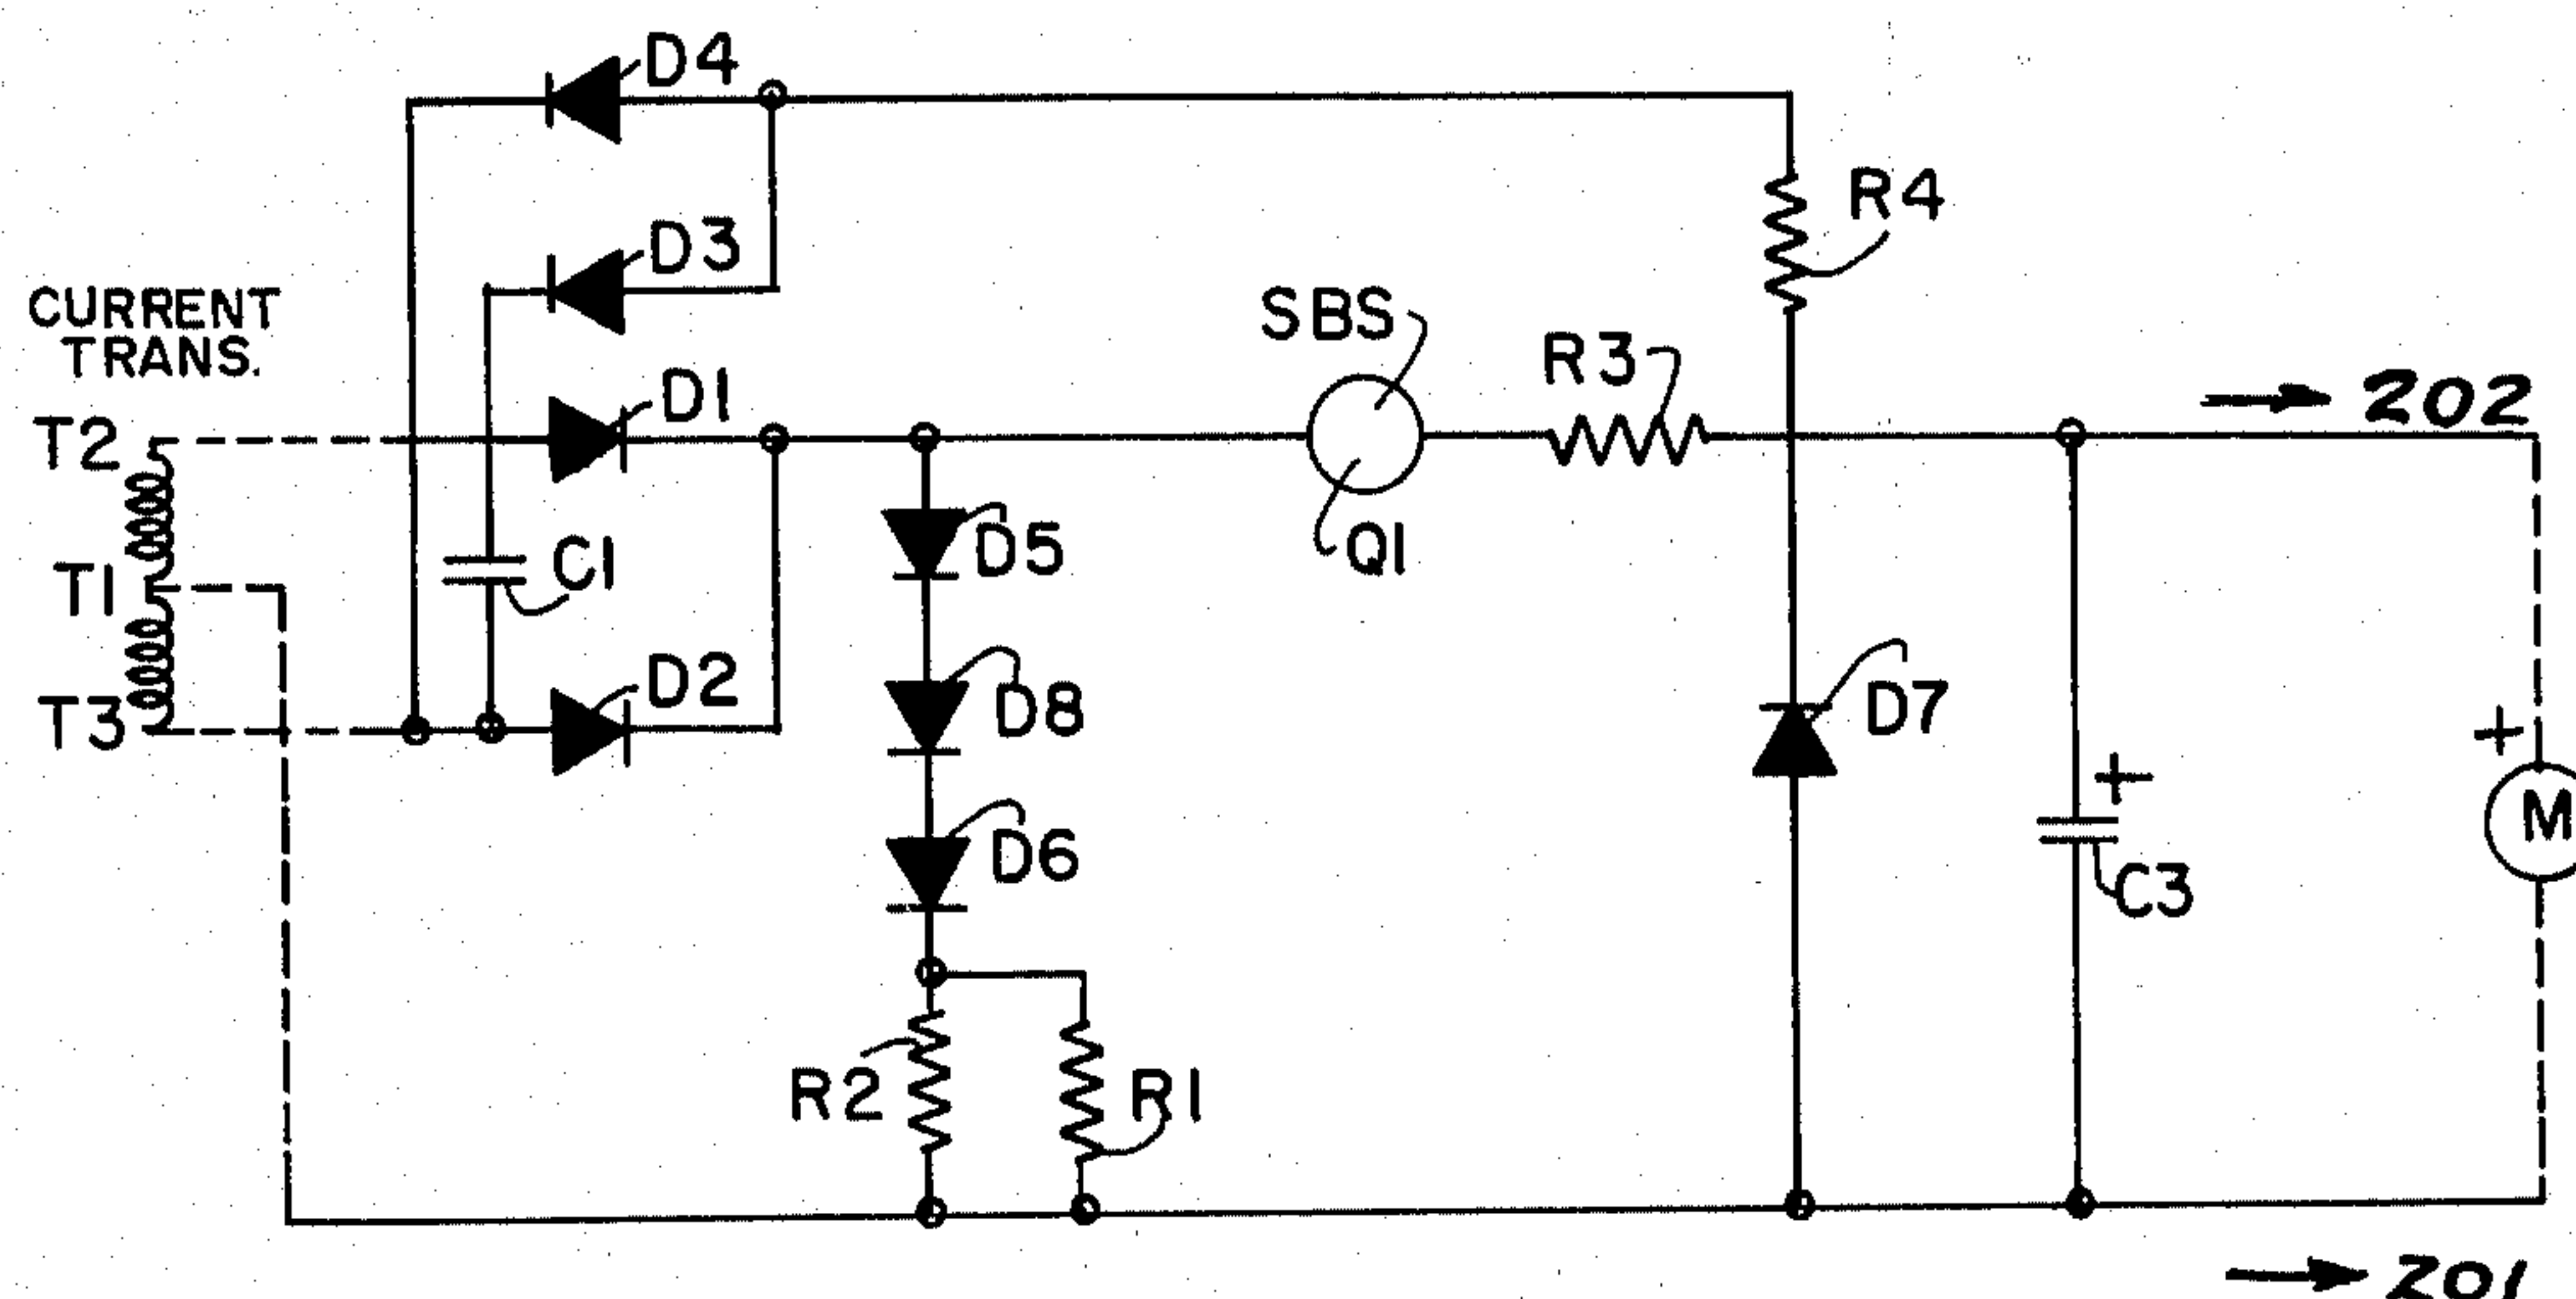 D4
D3
R4
CURRENT
TRANS.
SBS
R3
D1
202
T2
D5
Q1
C1
T1
D2
D8
D7
T3
+
+
M
D6
C3
R2
R1
201